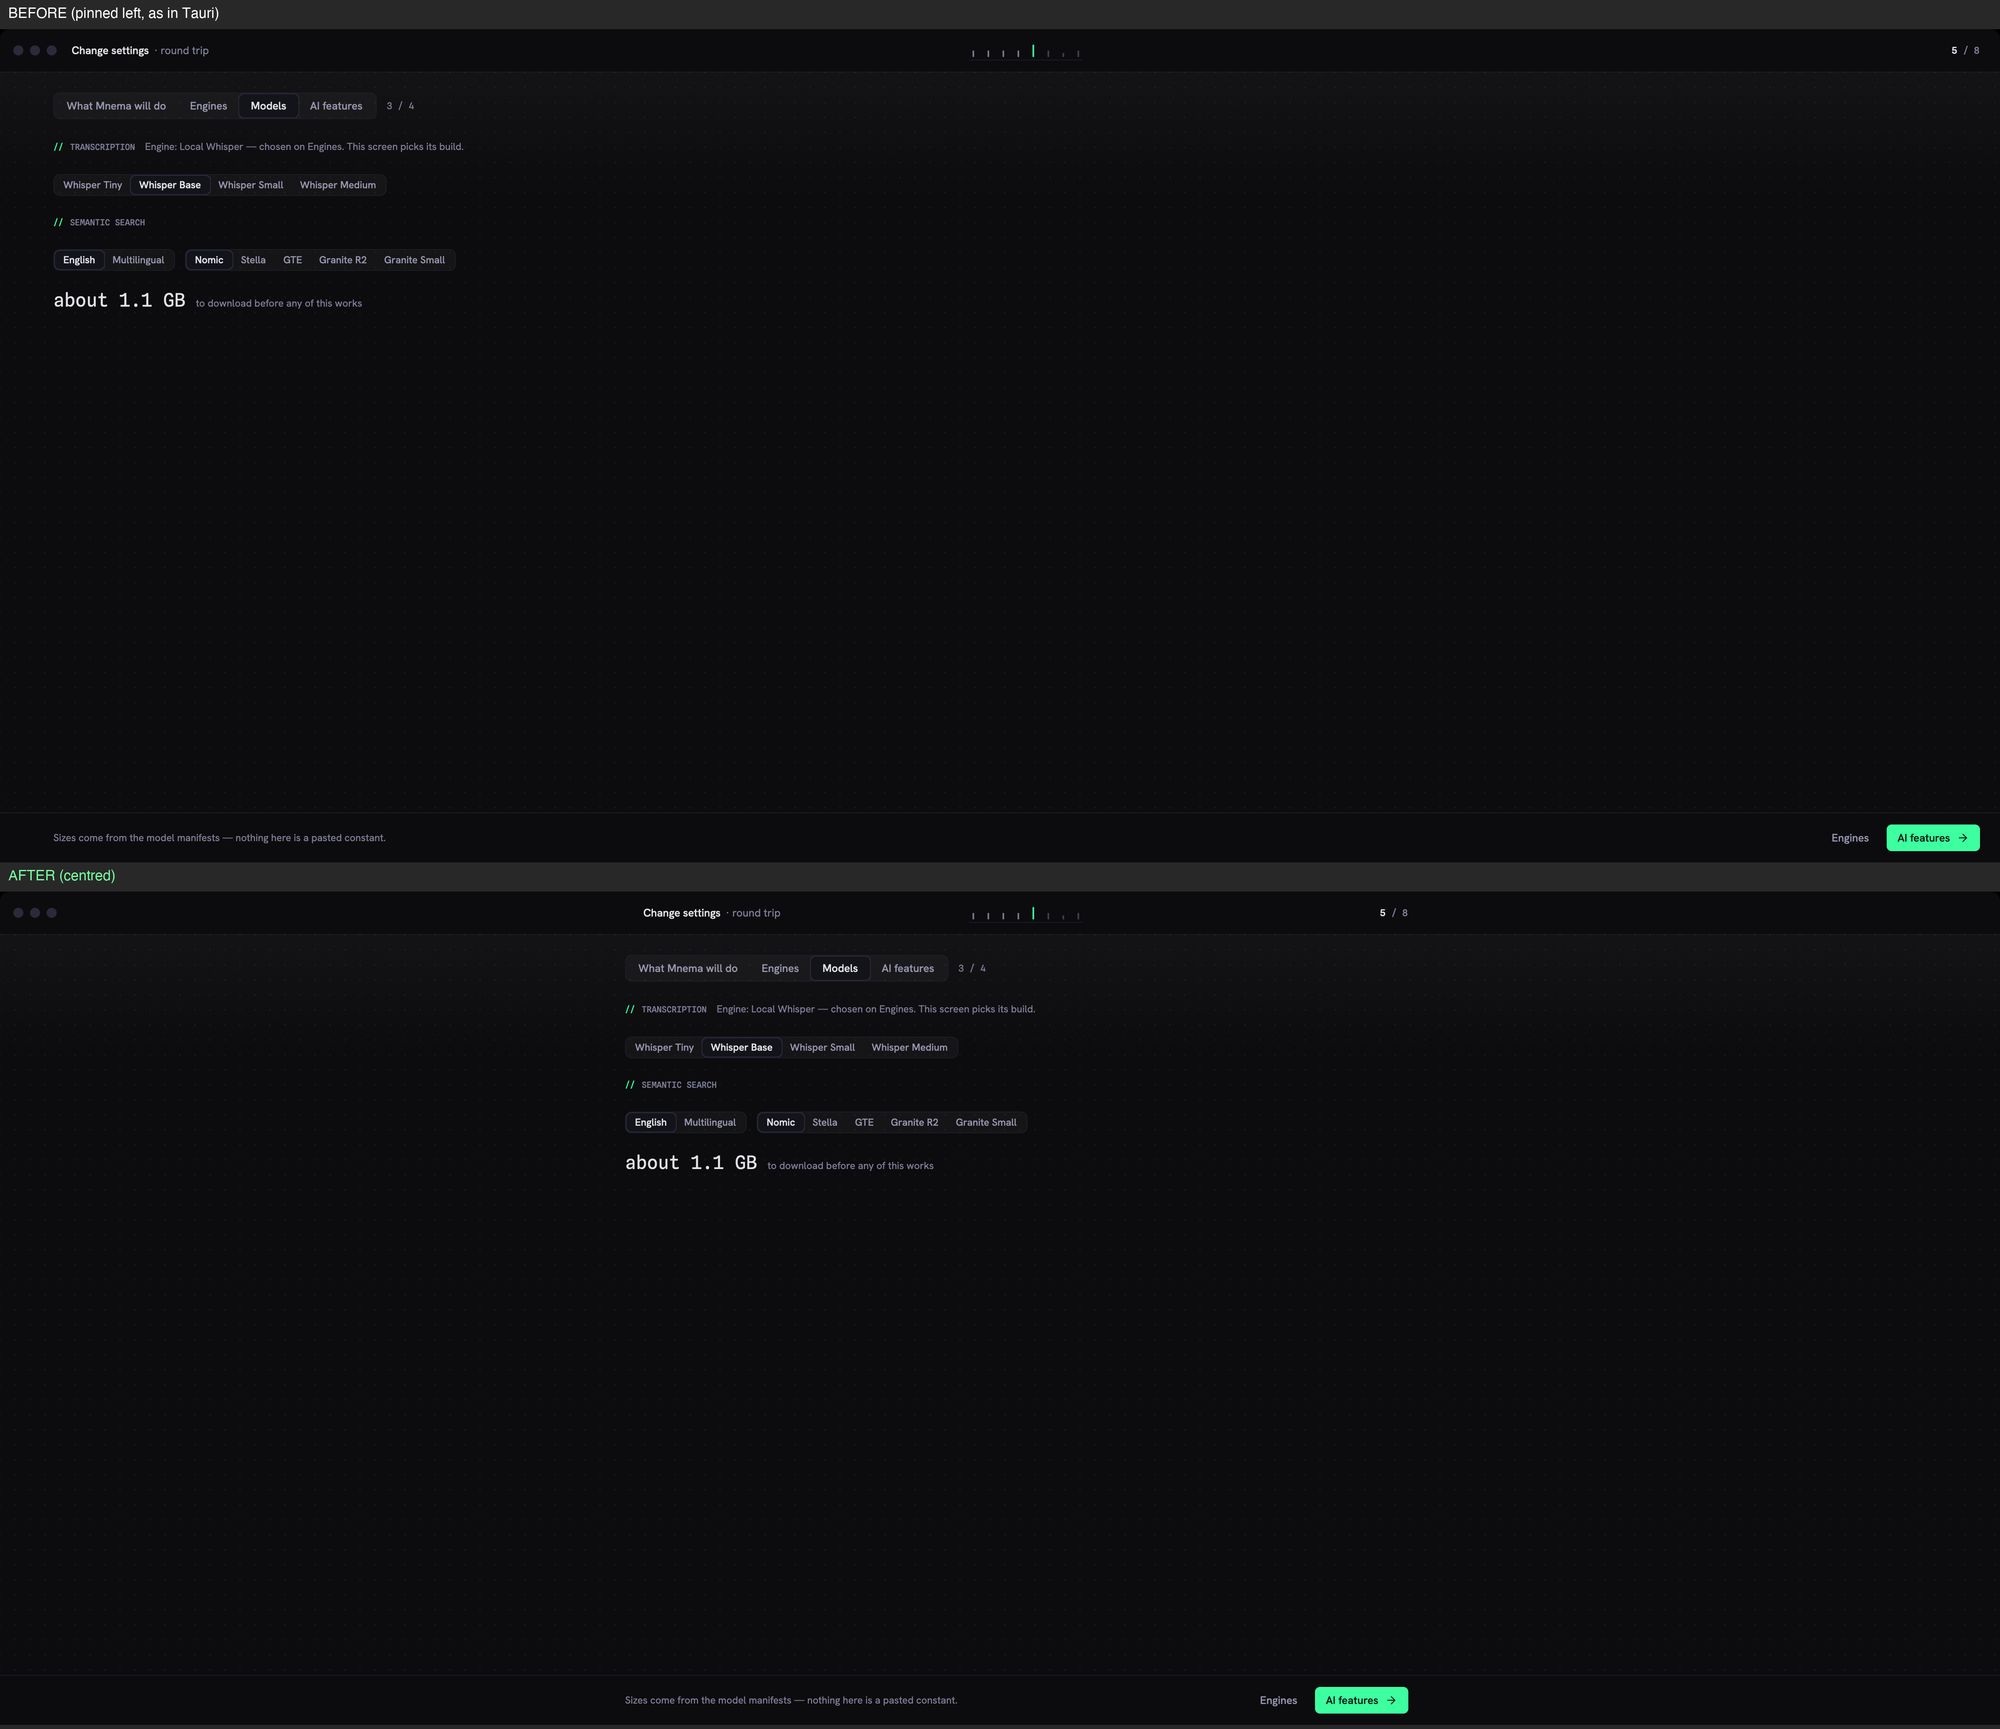 BEFORE (pinned left, as in Tauri)
Change settings · round trip
5 / 8
What Mnema will do Engines Models AI features 3 / 4
// TRANSCRIPTION Engine: Local Whisper — chosen on Engines. This screen picks its build.
Whisper Tiny Whisper Base Whisper Small Whisper Medium
// SEMANTIC SEARCH
English Multilingual Nomic Stella GTE Granite R2 Granite Small
about 1.1 GB to download before any of this works
Sizes come from the model manifests — nothing here is a pasted constant. Engines AI features →
AFTER (centred)
Change settings · round trip
5 / 8
What Mnema will do Engines Models AI features 3 / 4
// TRANSCRIPTION Engine: Local Whisper — chosen on Engines. This screen picks its build.
Whisper Tiny Whisper Base Whisper Small Whisper Medium
// SEMANTIC SEARCH
English Multilingual Nomic Stella GTE Granite R2 Granite Small
about 1.1 GB to download before any of this works
Sizes come from the model manifests — nothing here is a pasted constant. Engines AI features →